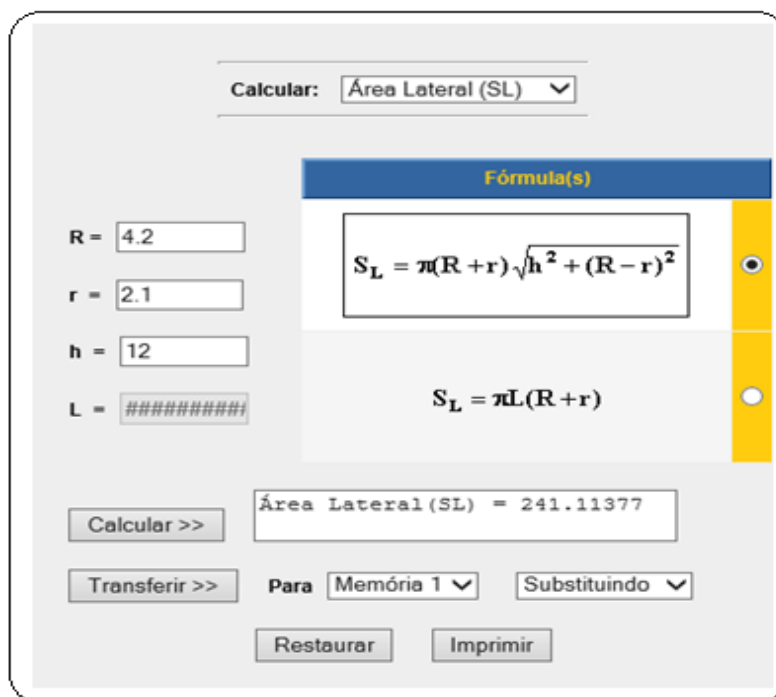 Calcular: Área Lateral (SL)
Fórmula(s)
R = 4.2
r = 2.1
h = 12
L = ##########
S_L = π(R+r)√h²+(R−r)²
S_L = πL(R+r)
Calcular >>
Área Lateral(SL) = 241.11377
Transferir >> Para Memória 1 Substituindo
Restaurar Imprimir